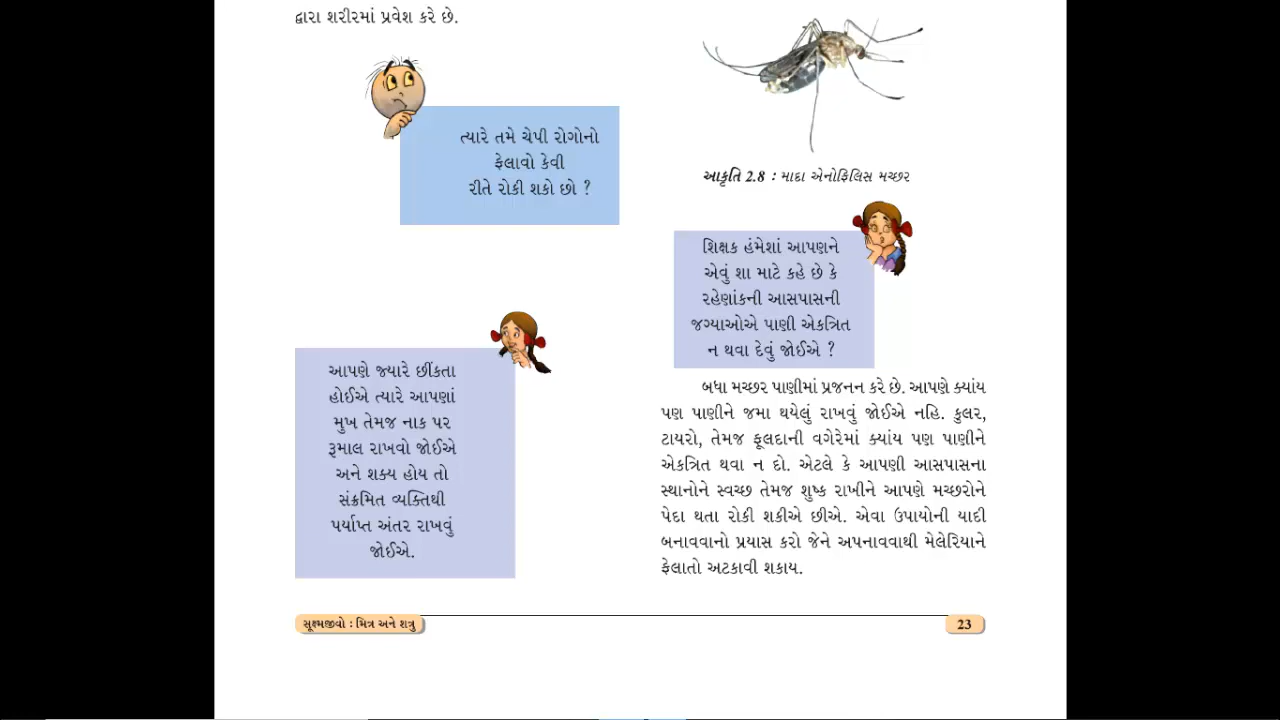 દ્વારા શરીરમાં પ્રવેશ કરે છે.
ત્યારે તમે ચેપી રોગોનો
ફેલાવો કેવી
રીતે રોકી શકો છો ?
આપણે જ્યારે છીંકતા
હોઈએ ત્યારે આપણાં
મુખ તેમજ નાક પર
રૂમાલ રાખવો જોઈએ
અને શક્ય હોય તો
સંક્રમિત વ્યક્તિથી
પર્યાપ્ત અંતર રાખવું
જોઈએ.
આકૃતિ 2.8 : માદા એનોફિલિસ મચ્છર
શિક્ષક હંમેશાં આપણને
એવું શા માટે કહે છે કે
રહેણાંકની આસપાસની
જગ્યાઓએ પાણી એકત્રિત
ન થવા દેવું જોઈએ ?
બધા મચ્છર પાણીમાં પ્રજનન કરે છે. આપણે ક્યાંય
પણ પાણીને જમા થયેલું રાખવું જોઈએ નહિ. કુલર,
ટાયરો, તેમજ ફૂલદાની વગેરેમાં ક્યાંય પણ પાણીને
એકત્રિત થવા ન દો. એટલે કે આપણી આસપાસના
સ્થાનોને સ્વચ્છ તેમજ શુષ્ક રાખીને આપણે મચ્છરોને
પેદા થતા રોકી શકીએ છીએ. એવા ઉપાયોની યાદી
બનાવવાનો પ્રયાસ કરો જેને અપનાવવાથી મેલેરિયાને
ફેલાતો અટકાવી શકાય.
સૂક્ષ્મજીવો : મિત્ર અને શત્રુ
23